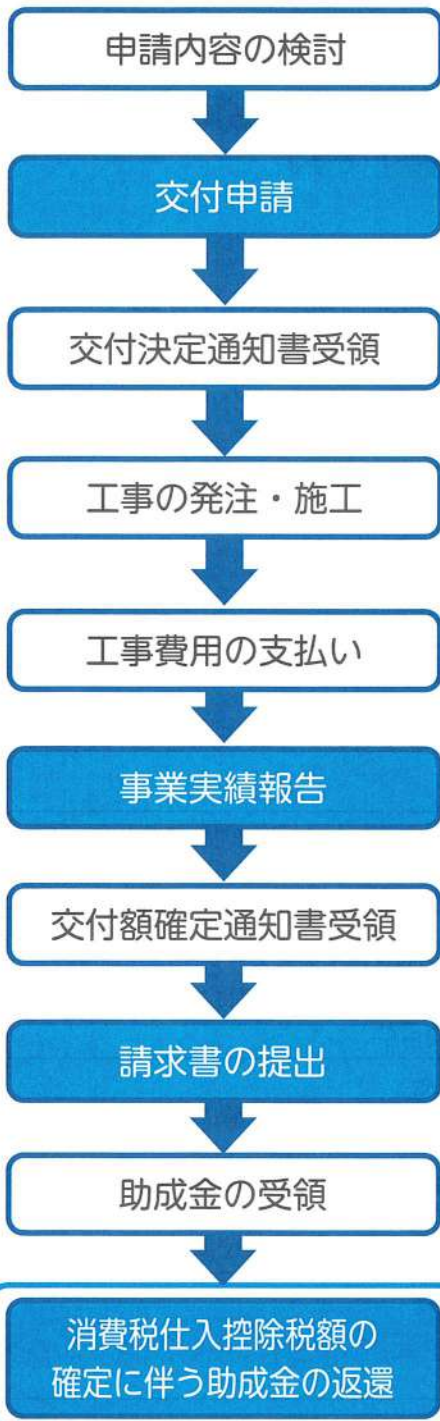 申請内容の検討
交付申請
交付決定通知書受領
工事の発注・施工
工事費用の支払い
事業実績報告
交付額確定通知書受領
請求書の提出
助成金の受領
消費税仕入控除税額の
確定に伴う助成金の返還